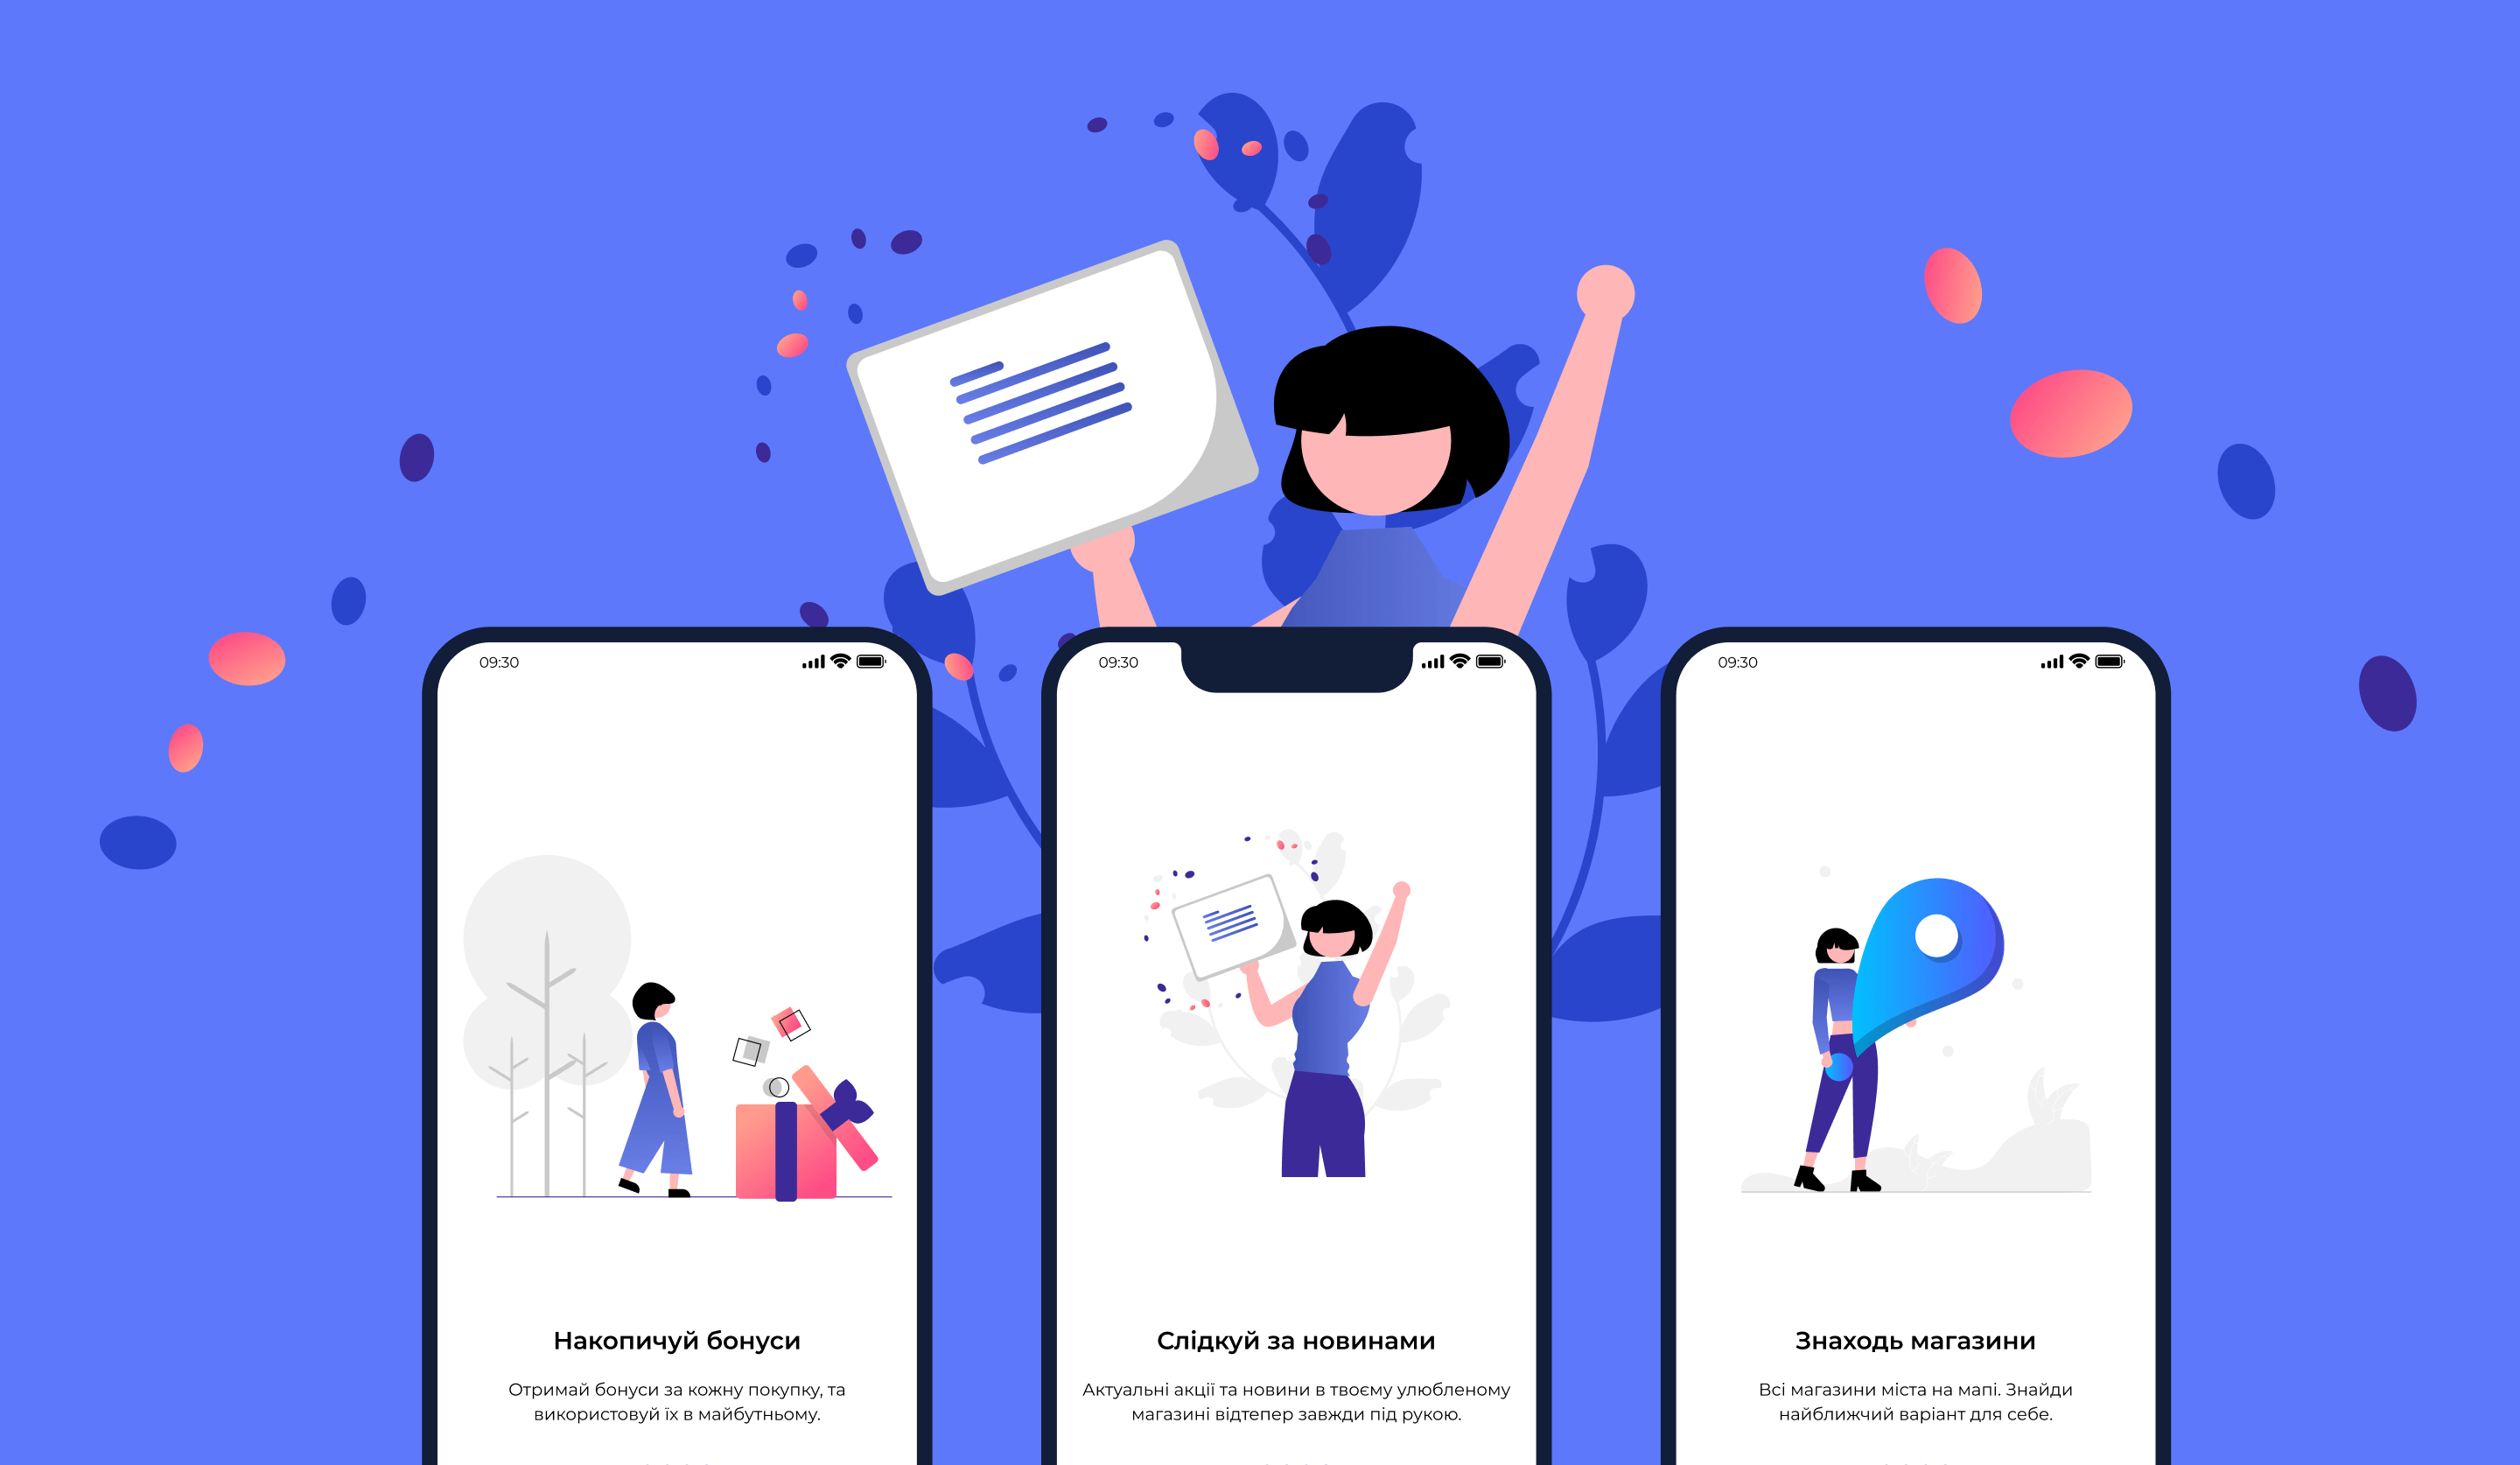 09:30
Накопичуй бонуси
Отримай бонуси за кожну покупку, та
використовуй їх в майбутньому.
09:30
Слідкуй за новинами
Актуальні акції та новини в твоєму улюбленому
магазині відтепер завжди під рукою.
09:30
Знаходь магазини
Всі магазини міста на мапі. Знайди
найближчий варіант для себе.